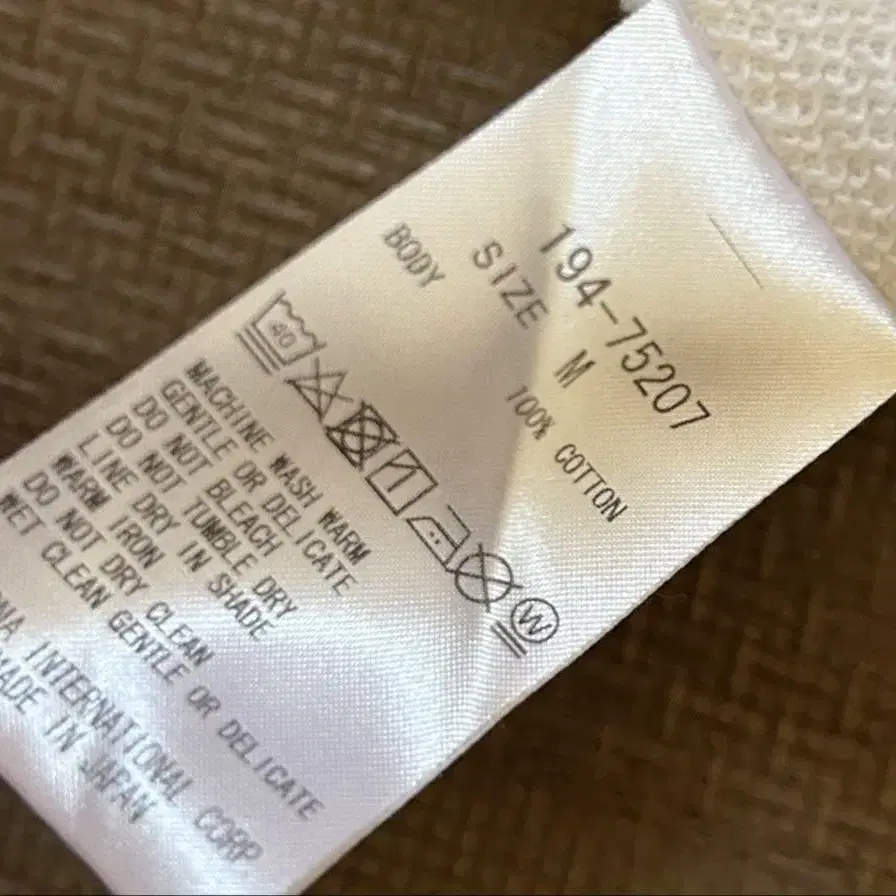 194-75207
SIZE M
BODY 100% COTTON
40
W
MACHINE WASH WARM
GENTLE OR DELICATE
DO NOT BLEACH
DO NOT TUMBLE DRY
LINE DRY IN SHADE
WARM IRON
DO NOT DRY CLEAN
WET CLEAN GENTLE OR DELICATE
INTERNATIONAL CORP
MADE IN JAPAN